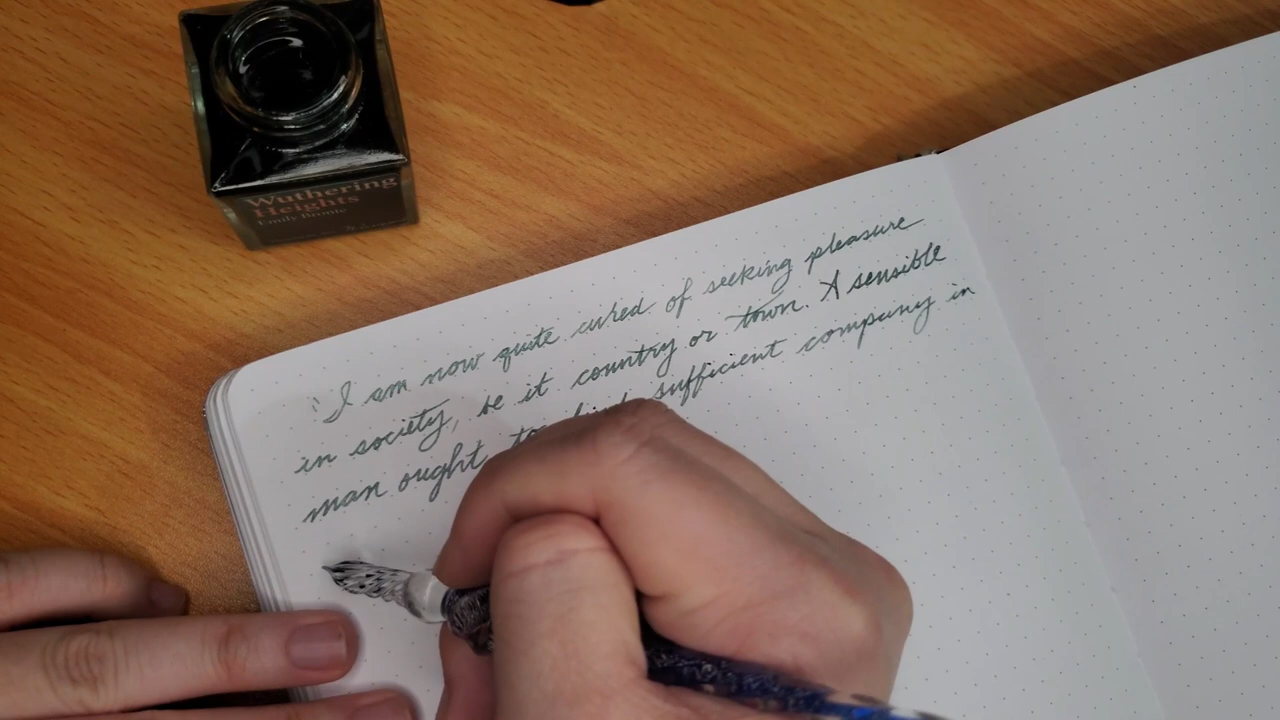 Wuthering
Heights
Emily Brontë
"I am now quite cured of seeking pleasure
in society, be it country or town. A sensible
man ought to find sufficient company in